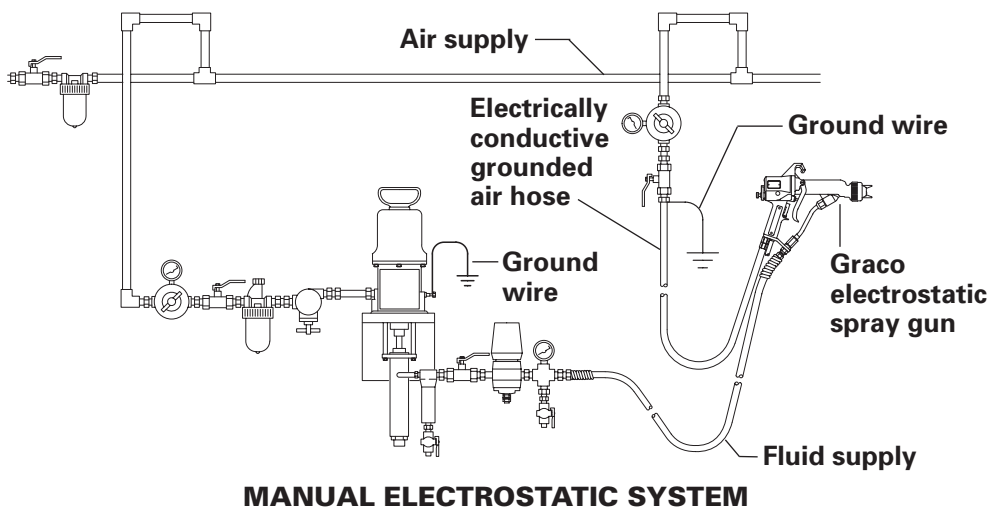 Air supply
Electrically
conductive
grounded
air hose
Ground wire
Ground
wire
Graco
electrostatic
spray gun
Fluid supply
MANUAL ELECTROSTATIC SYSTEM